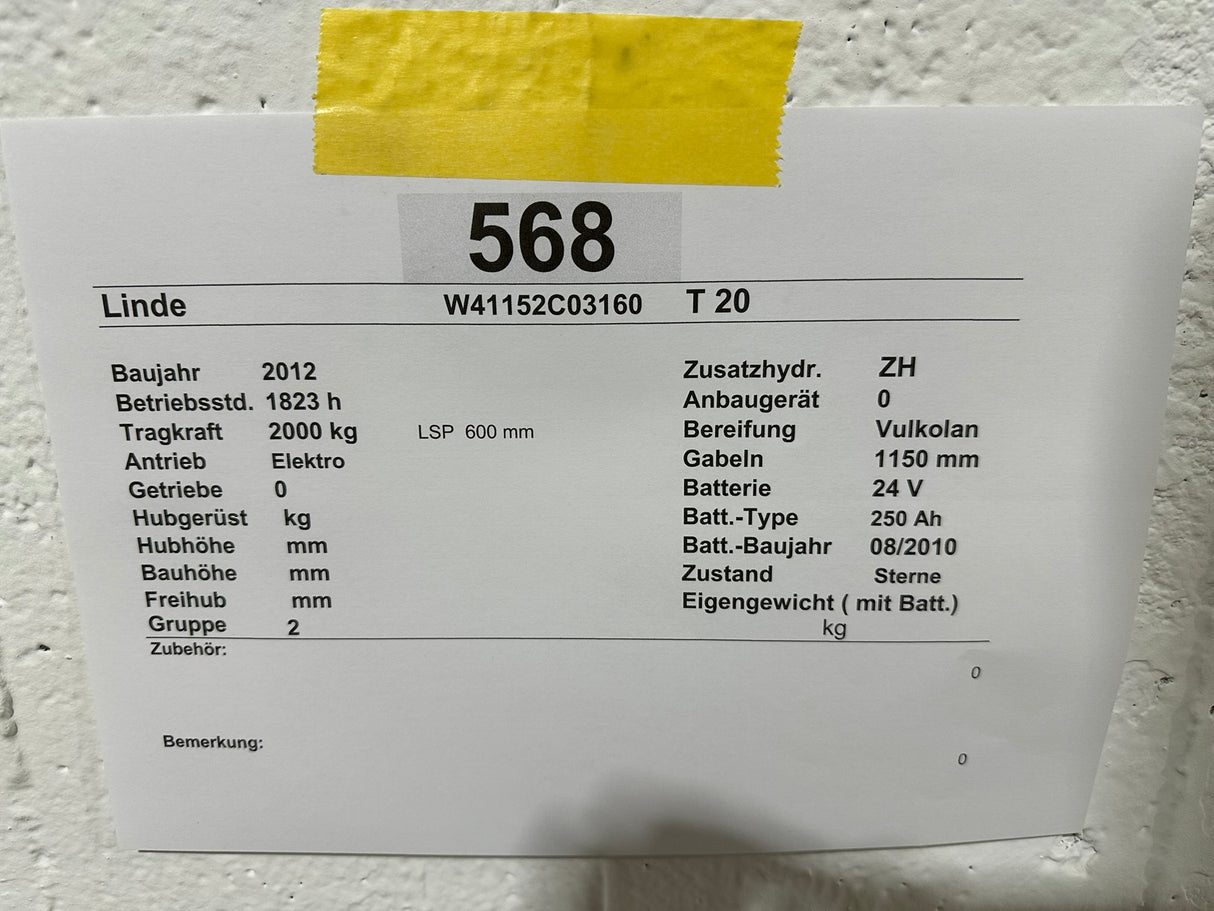 568
Linde W41152C03160 T 20
Baujahr 2012 Zusatzhydr. ZH
Betriebsstd. 1823 h Anbaugerät 0
Tragkraft 2000 kg LSP 600 mm Bereifung Vulkolan
Antrieb Elektro Gabeln 1150 mm
Getriebe 0 Batterie 24 V
Hubgerüst kg Batt.-Type 250 Ah
Hubhöhe mm Batt.-Baujahr 08/2010
Bauhöhe mm Zustand Sterne
Freihub mm Eigengewicht ( mit Batt.)
Gruppe 2 kg
Zubehör:
0
Bemerkung:
0